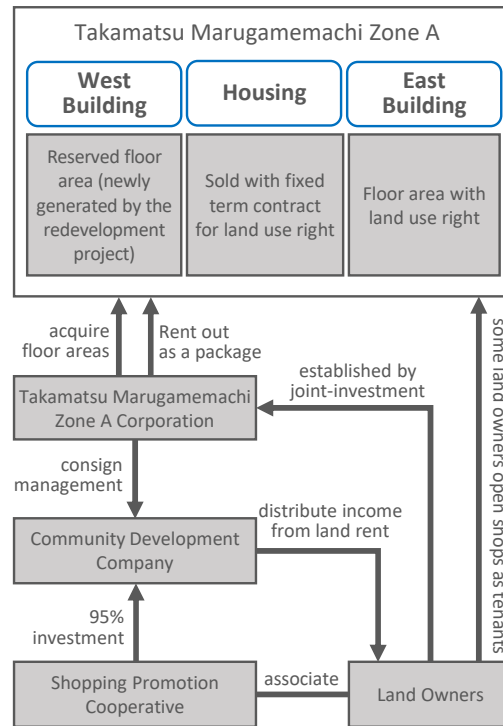 Takamatsu Marugamemachi Zone A
West
Building
Housing
East
Building
Reserved floor
area (newly
generated by the
redevelopment
project)
Sold with fixed
term contract
for land use right
Floor area with
land use right
acquire
floor areas
Rent out
as a package
some land owners open snops as tenants
established by
joint-investment
Takamatsu Marugamemachi
Zone A Corporation
consign
management
distribute income
from land rent
Community Development
Company
95%
investment
Shopping Promotion
Cooperative
associate
Land Owners